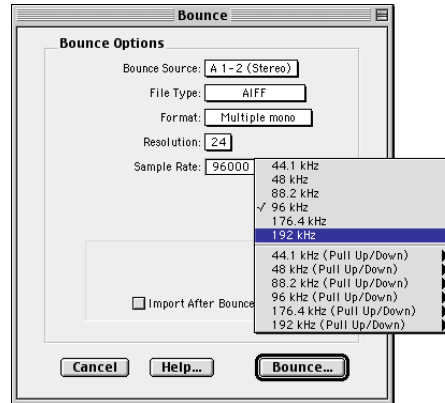 Bounce
Bounce Options
Bounce Source: A 1-2 (Stereo)
File Type: AIFF
Format: Multiple mono
Resolution: 24
Sample Rate: 96000
44.1 kHz
48 kHz
88.2 kHz
✓ 96 kHz
176.4 kHz
192 kHz
44.1 kHz (Pull Up/Down)
48 kHz (Pull Up/Down)
88.2 kHz (Pull Up/Down)
96 kHz (Pull Up/Down)
176.4 kHz (Pull Up/Down)
192 kHz (Pull Up/Down)
Import After Bounce
Cancel Help... Bounce...